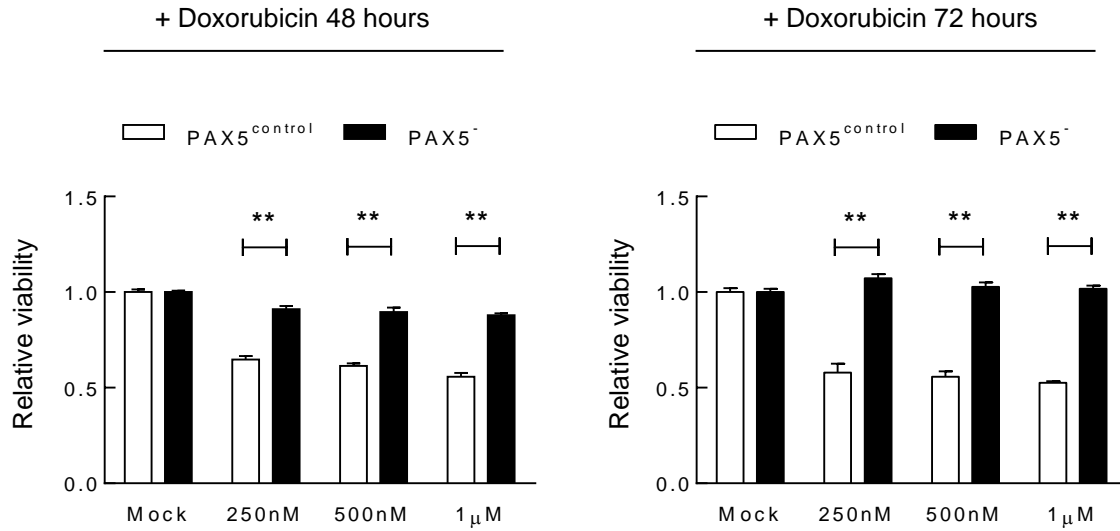 + Doxorubicin 48 hours
PAX5control PAX5-
Relative viability
1.5
1.0
0.5
0.0
** ** **
Mock 250nM 500nM 1μM
+ Doxorubicin 72 hours
PAX5control PAX5-
Relative viability
1.5
1.0
0.5
0.0
** ** **
Mock 250nM 500nM 1μM